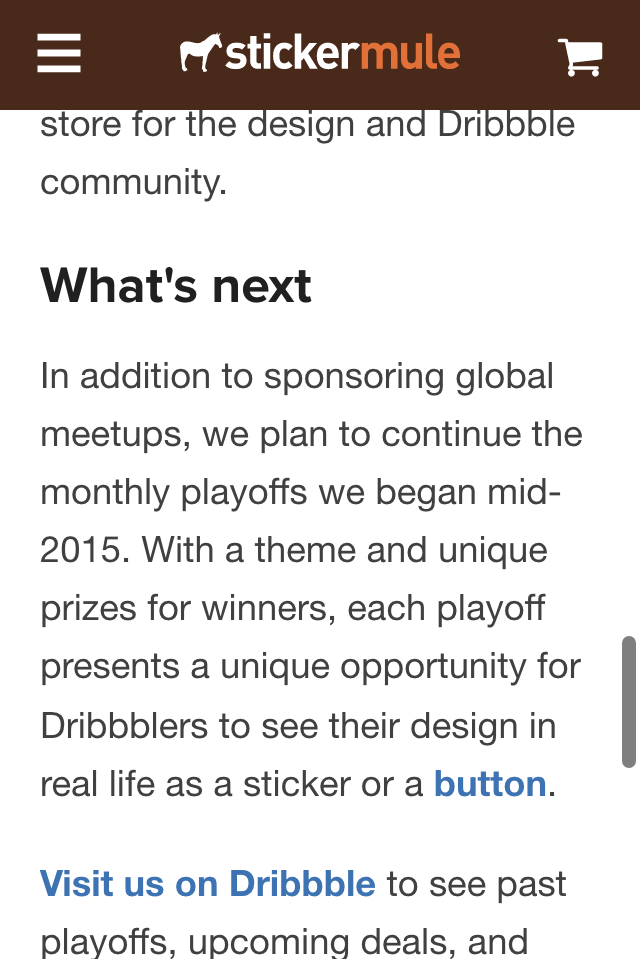 stickermule
store for the design and Dribbble
community.
What's next
In addition to sponsoring global
meetups, we plan to continue the
monthly playoffs we began mid-
2015. With a theme and unique
prizes for winners, each playoff
presents a unique opportunity for
Dribbblers to see their design in
real life as a sticker or a button.
Visit us on Dribbble to see past
playoffs, upcoming deals, and